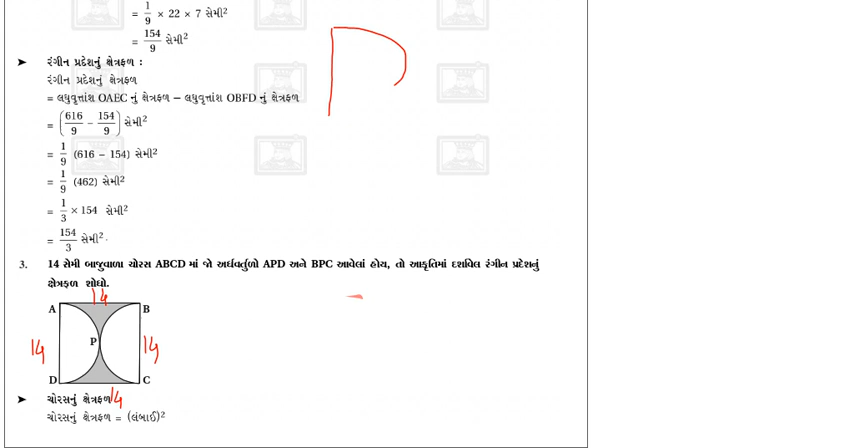 = 1/9 × 22 × 7 સેમી²
= 154/9 સેમી²
➤ રંગીન પ્રદેશનું ક્ષેત્રફળ :
રંગીન પ્રદેશનું ક્ષેત્રફળ
= લઘુવૃત્તાંશ OAEC નું ક્ષેત્રફળ – લઘુવૃત્તાંશ OBFD નું ક્ષેત્રફળ
= (616/9 – 154/9) સેમી²
= 1/9 (616 – 154) સેમી²
= 1/9 (462) સેમી²
= 1/3 × 154 સેમી²
= 154/3 સેમી².
3. 14 સેમી બાજુવાળા ચોરસ ABCD માં જો અર્ધવર્તુળો APD અને BPC આવેલાં હોય, તો આકૃતિમાં દર્શાવેલ રંગીન પ્રદેશનું
ક્ષેત્રફળ શોધો.
14
A B
14 P 14
D C
➤ ચોરસનું ક્ષેત્રફળ 14
ચોરસનું ક્ષેત્રફળ = (લંબાઈ)²